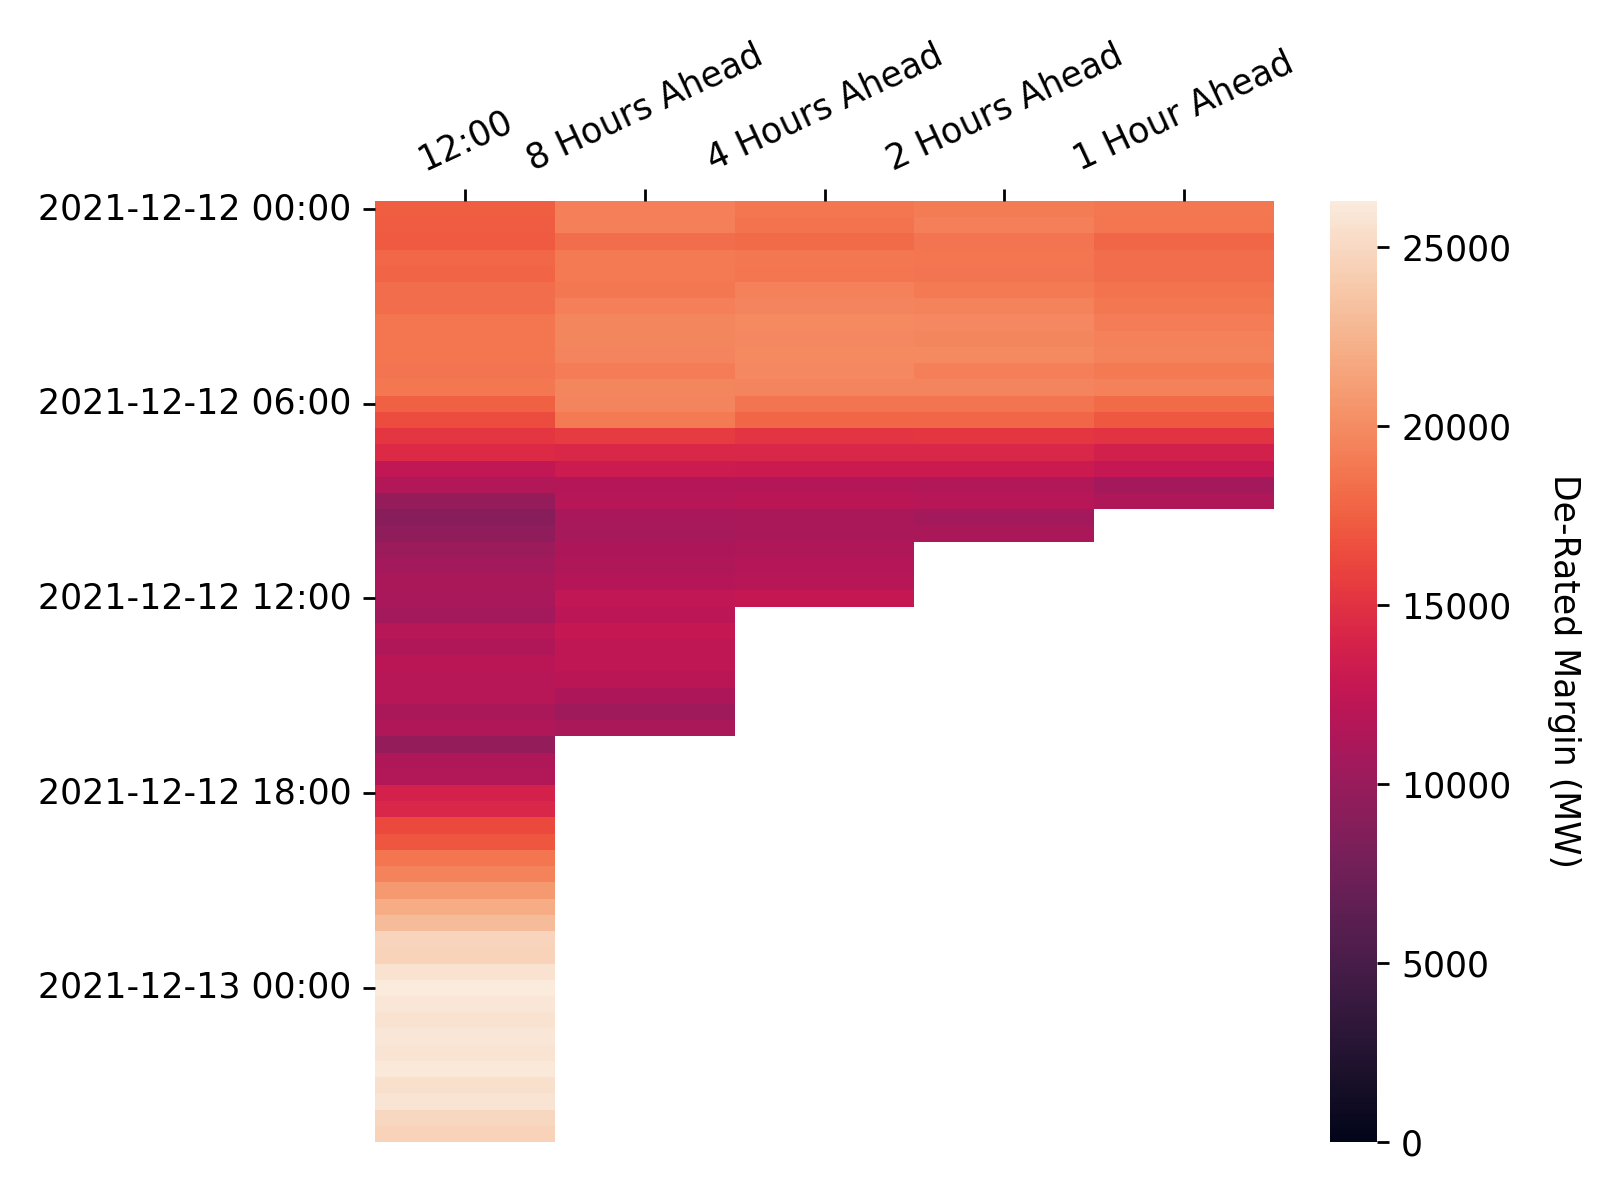 12:00
8 Hours Ahead
4 Hours Ahead
2 Hours Ahead
1 Hour Ahead
2021-12-12 00:00
2021-12-12 06:00
2021-12-12 12:00
2021-12-12 18:00
2021-12-13 00:00
25000
20000
15000
10000
5000
0
De-Rated Margin (MW)